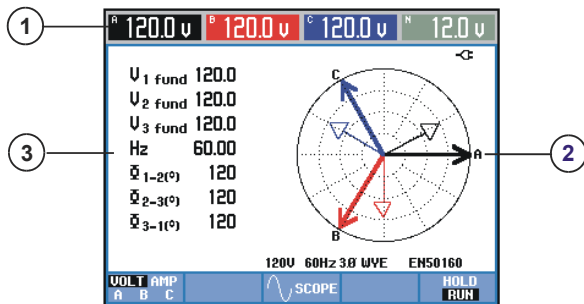 1
A 120.0 V B 120.0 V C 120.0 V N 12.0 V
V1 fund 120.0
V2 fund 120.0
V3 fund 120.0
Hz 60.00
Φ1-2(º) 120
Φ2-3(º) 120
Φ3-1(º) 120
C
A
B
2
3
120V 60Hz 3Ø WYE EN50160
VOLT AMP
A B C
SCOPE
HOLD
RUN